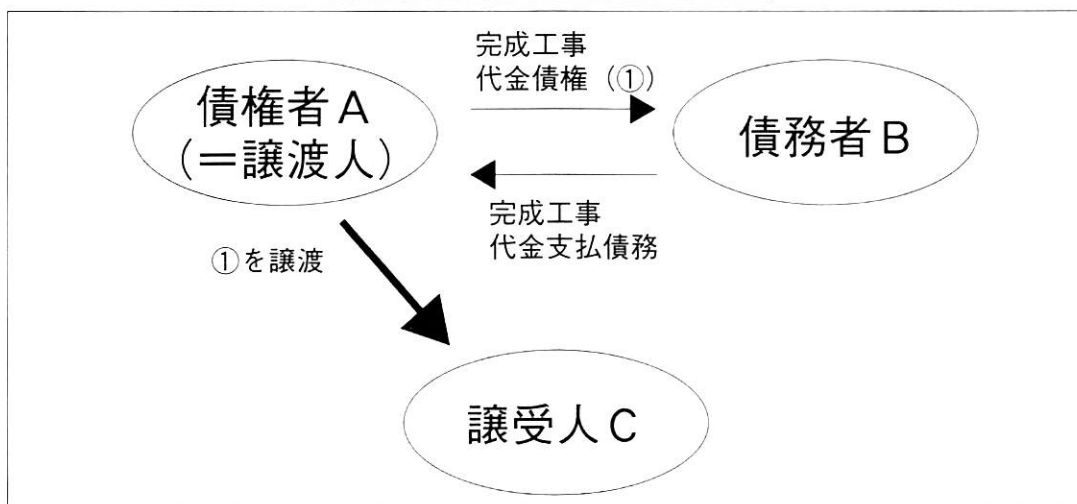 完成工事
代金債権（①）
債権者A
（＝譲渡人）
債務者B
完成工事
代金支払債務
①を譲渡
譲受人C